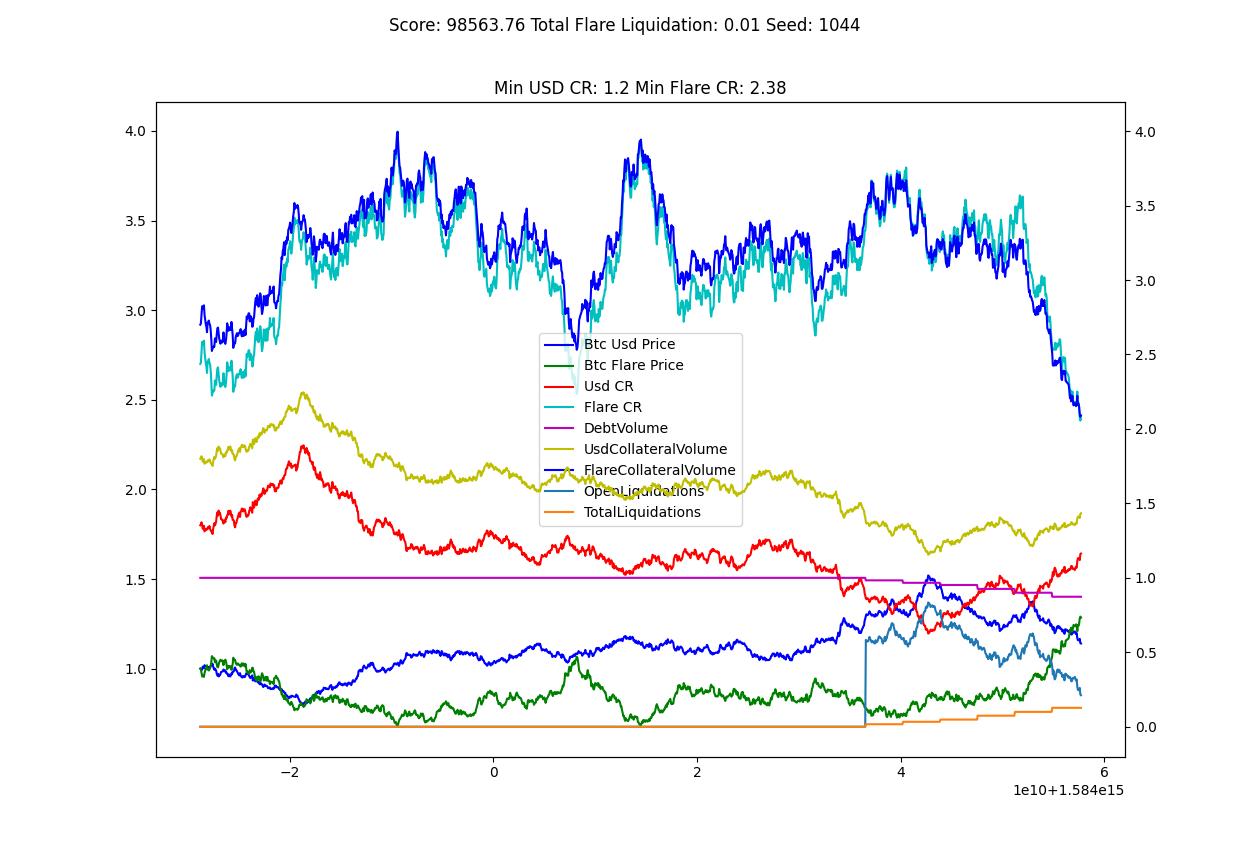 Score: 98563.76 Total Flare Liquidation: 0.01 Seed: 1044
Min USD CR: 1.2 Min Flare CR: 2.38
4.0
3.5
3.0
2.5
2.0
1.5
1.0
4.0
3.5
3.0
2.5
2.0
1.5
1.0
0.5
0.0
Btc Usd Price
Btc Flare Price
Usd CR
Flare CR
DebtVolume
UsdCollateralVolume
FlareCollateralVolume
OpenLiquidations
TotalLiquidations
−2 0 2 4 6
1e10+1.584e15